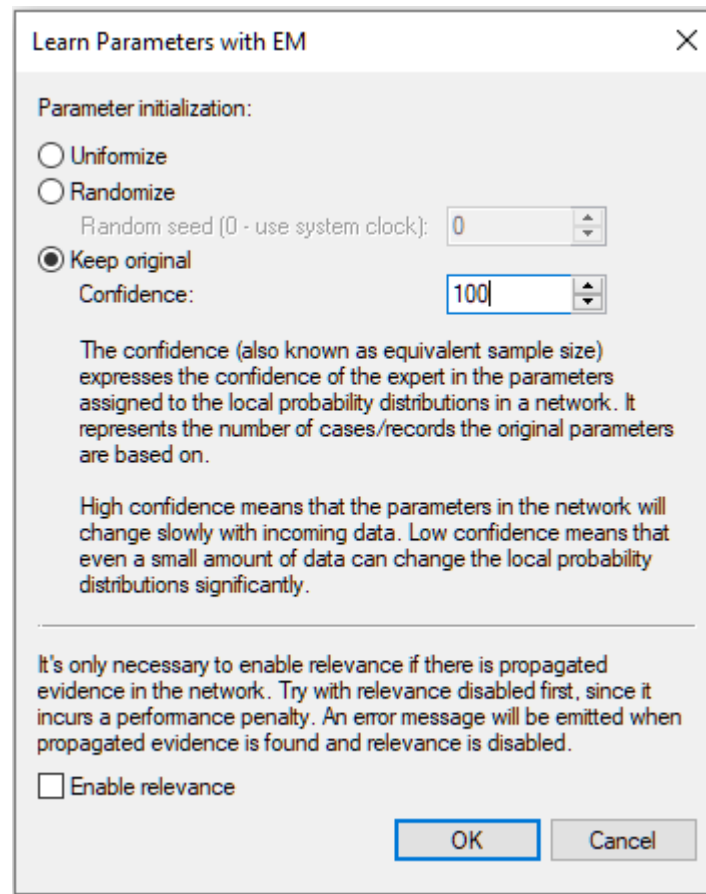 Learn Parameters with EM
Parameter initialization:
Uniformize
Randomize
Random seed (0 - use system clock): 0
Keep original
Confidence: 100
The confidence (also known as equivalent sample size)
expresses the confidence of the expert in the parameters
assigned to the local probability distributions in a network. It
represents the number of cases/records the original parameters
are based on.
High confidence means that the parameters in the network will
change slowly with incoming data. Low confidence means that
even a small amount of data can change the local probability
distributions significantly.
It's only necessary to enable relevance if there is propagated
evidence in the network. Try with relevance disabled first, since it
incurs a performance penalty. An error message will be emitted when
propagated evidence is found and relevance is disabled.
Enable relevance
OK Cancel